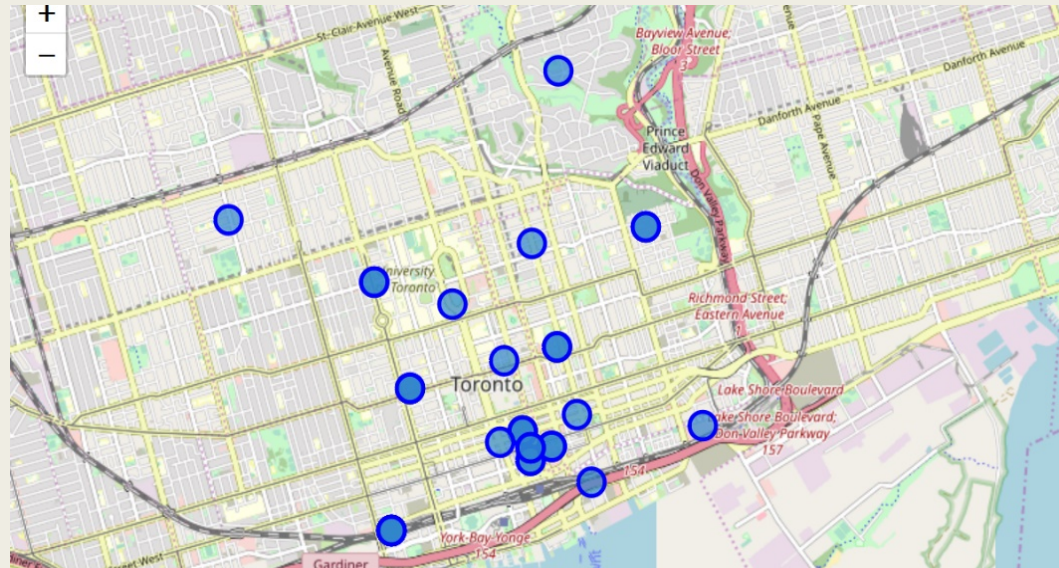 +
−
St. Clair Avenue West
Avenue Road
Bayview Avenue;
Bloor Street
3
Danforth Avenue
Danforth Avenue
Pape Avenue
Prince
Edward
Viaduct
Don Valley Parkway
Toronto
Richmond Street;
Eastern Avenue
1
Toronto
Lake Shore Boulevard
Lake Shore Boulevard;
Don Valley Parkway
157
154
York-Bay-Yonge
154
Gardiner